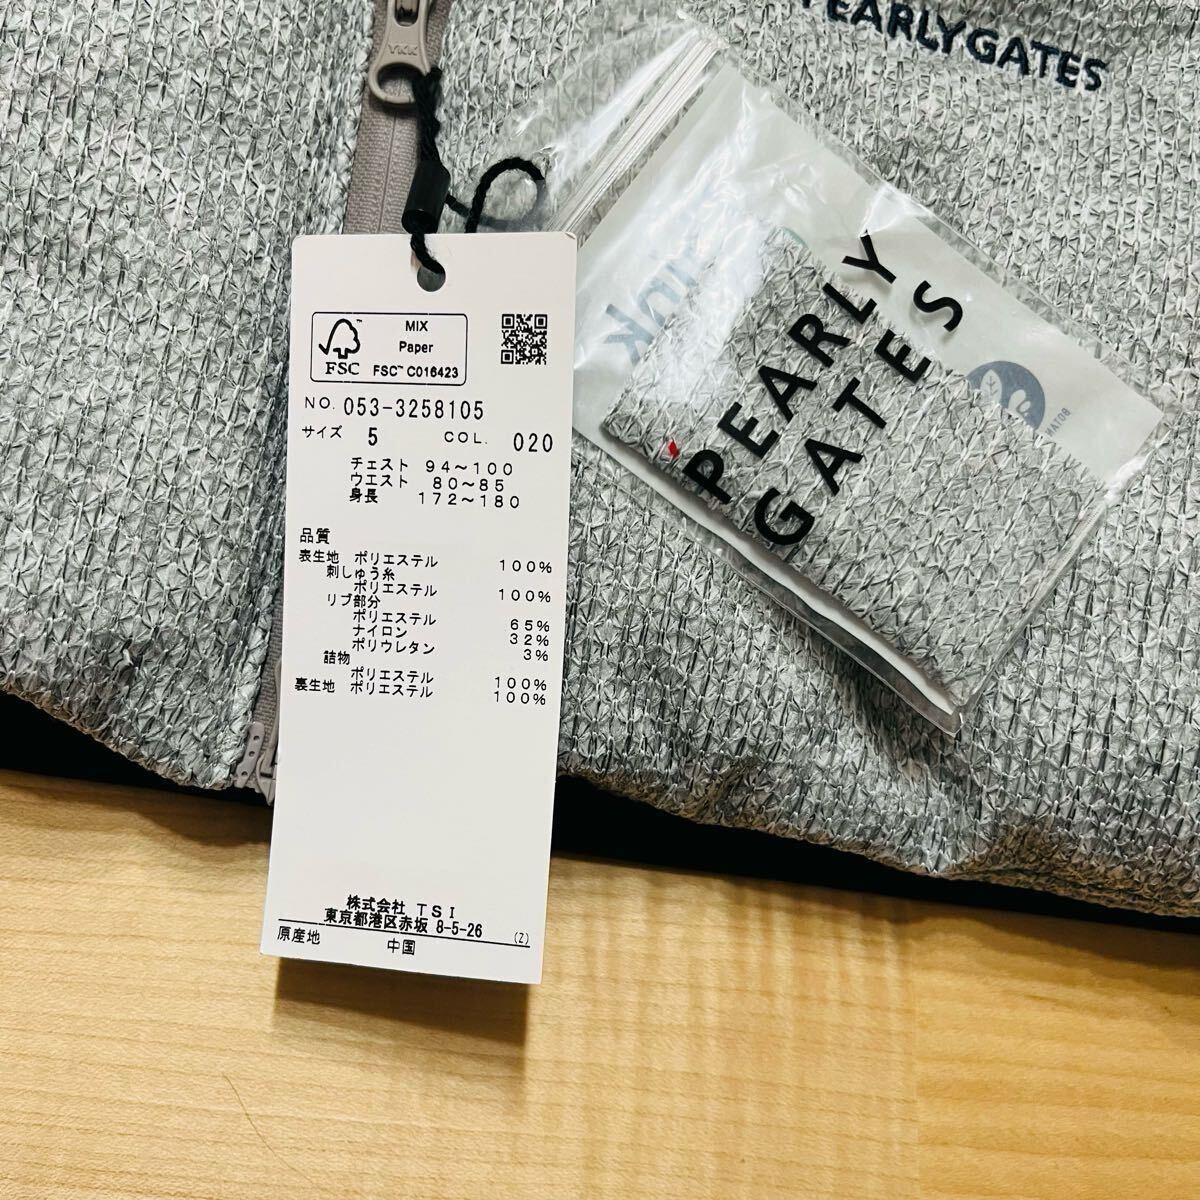 YKK
PEARLY GATES
MIX
Paper
FSC
FSC™ C016423
NO. 053-3258105
サイズ 5 COL. 020
チェスト 94～100
ウエスト 80～85
身長 172～180
品質
表生地 ポリエステル 100%
刺しゅう糸
ポリエステル 100%
リブ部分
ポリエステル 65%
ナイロン 32%
ポリウレタン 3%
詰物
ポリエステル 100%
裏生地 ポリエステル 100%
株式会社 TSI
東京都港区赤坂 8-5-26 (Z)
原産地 中国
PEARLY
GATES